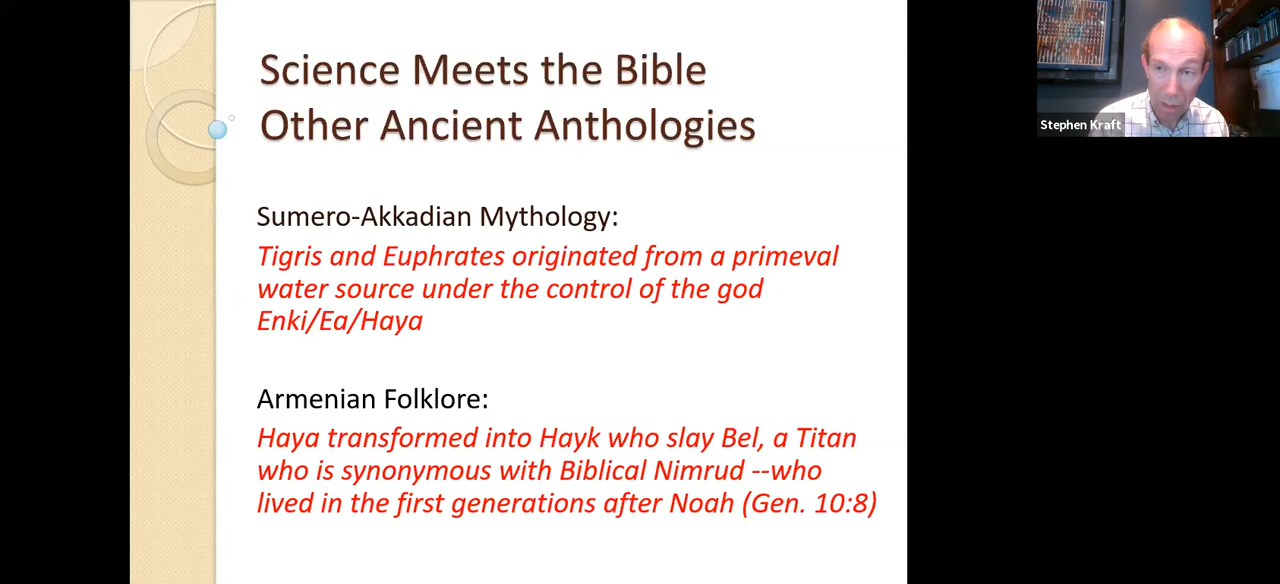 Science Meets the Bible
Other Ancient Anthologies
Stephen Kraft
Sumero-Akkadian Mythology:
Tigris and Euphrates originated from a primeval
water source under the control of the god
Enki/Ea/Haya
Armenian Folklore:
Haya transformed into Hayk who slay Bel, a Titan
who is synonymous with Biblical Nimrud --who
lived in the first generations after Noah (Gen. 10:8)